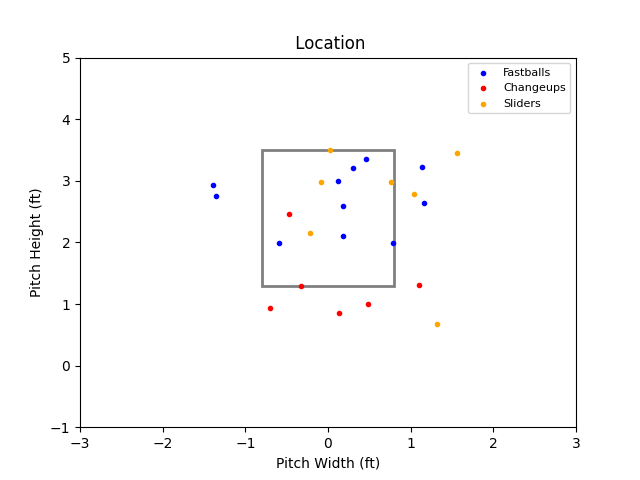 Location
Fastballs
Changeups
Sliders
5
4
3
2
1
0
−1
−3
−2
−1
0
1
2
3
Pitch Height (ft)
Pitch Width (ft)